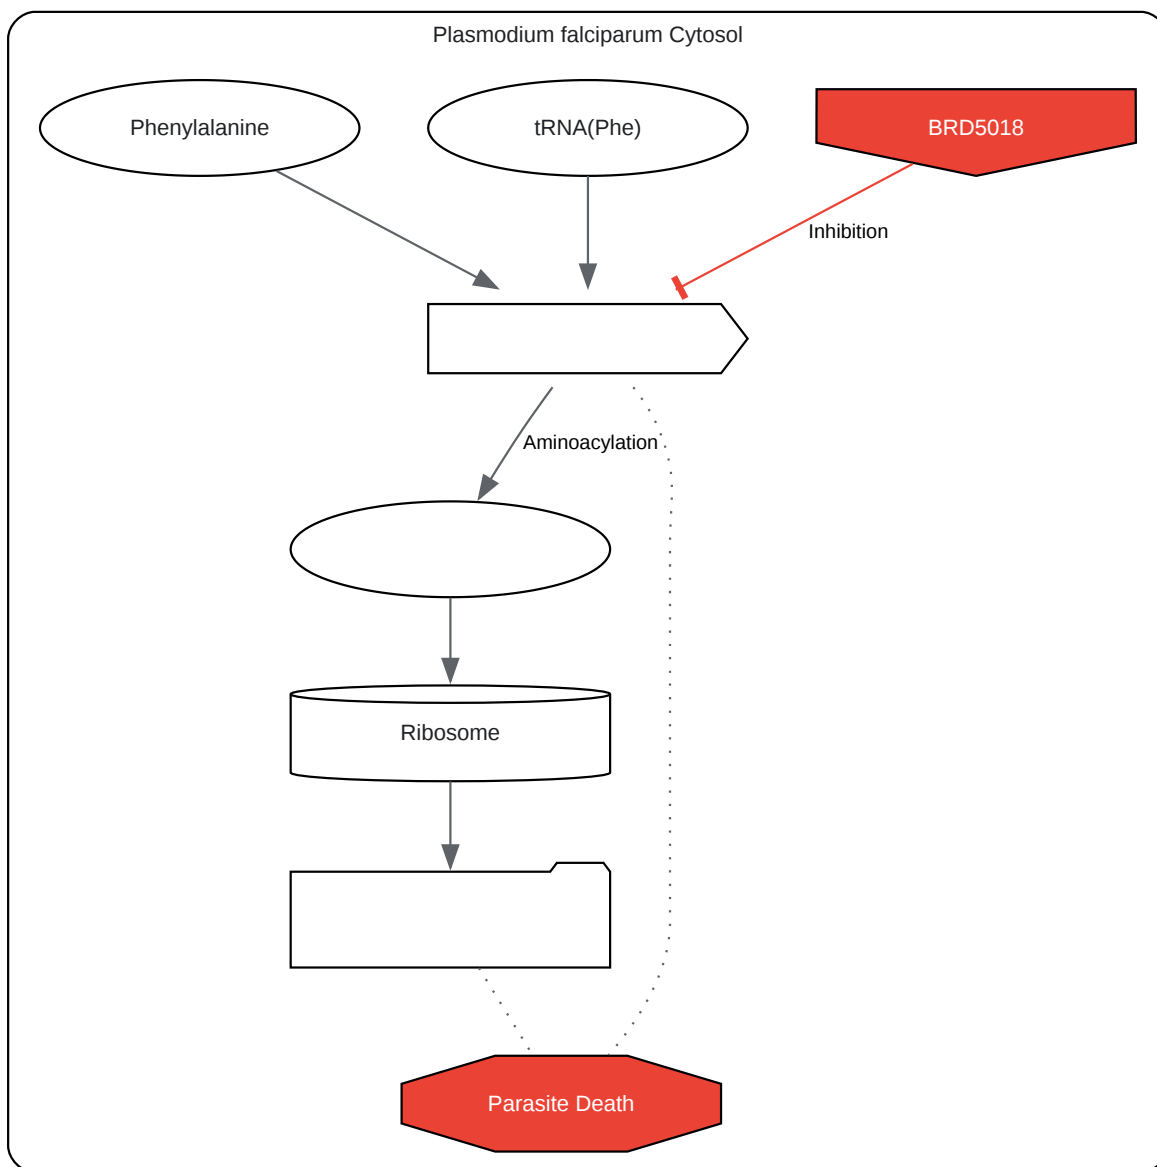 Plasmodium falciparum Cytosol
Phenylalanine
tRNA(Phe)
BRD5018
Inhibition
Aminoacylation
Ribosome
Parasite Death